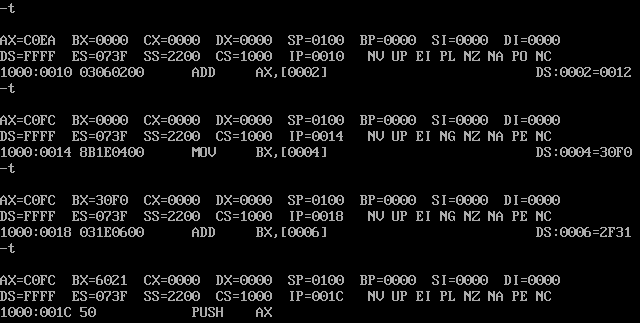 -t
AX=C0EA  BX=0000  CX=0000  DX=0000  SP=0100  BP=0000  SI=0000  DI=0000
DS=FFFF  ES=073F  SS=2200  CS=1000  IP=0010   NV UP EI PL NZ NA PO NC
1000:0010 03060200      ADD     AX,[0002]                          DS:0002=0012
-t
AX=C0FC  BX=0000  CX=0000  DX=0000  SP=0100  BP=0000  SI=0000  DI=0000
DS=FFFF  ES=073F  SS=2200  CS=1000  IP=0014   NV UP EI NG NZ NA PE NC
1000:0014 8B1E0400      MOV     BX,[0004]                          DS:0004=30F0
-t
AX=C0FC  BX=30F0  CX=0000  DX=0000  SP=0100  BP=0000  SI=0000  DI=0000
DS=FFFF  ES=073F  SS=2200  CS=1000  IP=0018   NV UP EI NG NZ NA PE NC
1000:0018 031E0600      ADD     BX,[0006]                          DS:0006=2F31
-t
AX=C0FC  BX=6021  CX=0000  DX=0000  SP=0100  BP=0000  SI=0000  DI=0000
DS=FFFF  ES=073F  SS=2200  CS=1000  IP=001C   NV UP EI PL NZ NA PE NC
1000:001C 50            PUSH    AX